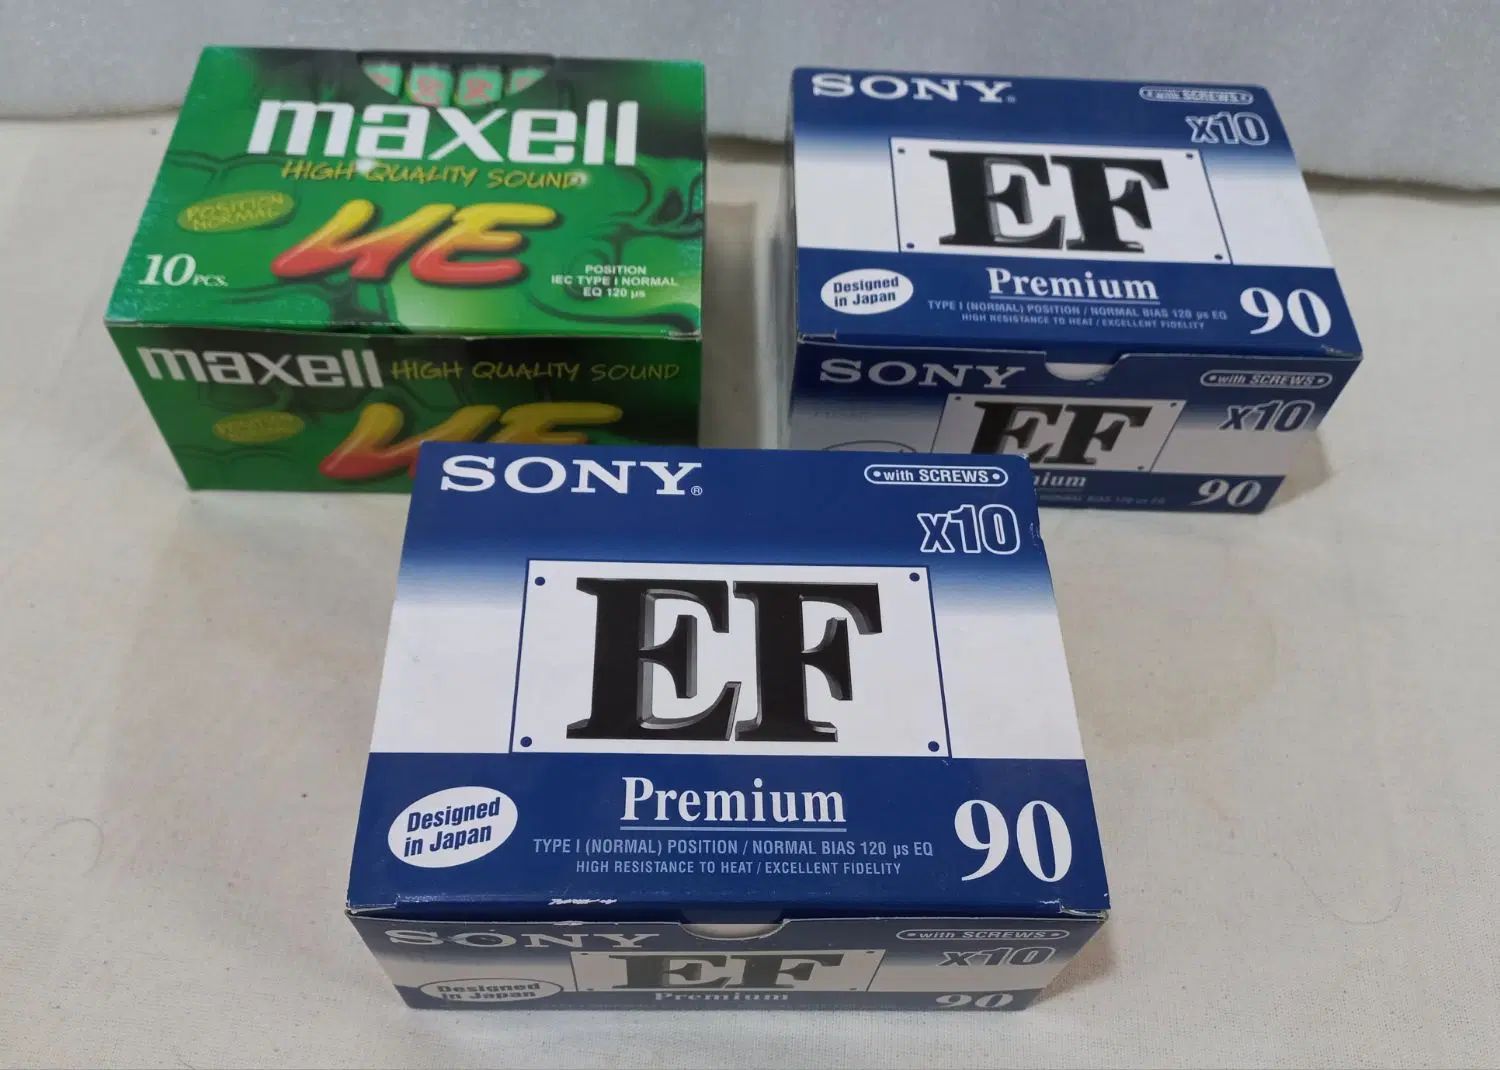 maxell
HIGH QUALITY SOUND
POSITION
NORMAL
UE
10PCS.
POSITION
IEC TYPE I NORMAL
EQ 120 µs
maxell HIGH QUALITY SOUND
UE
SONY®
with SCREWS
x10
EF
Designed
in Japan
Premium
TYPE I (NORMAL) POSITION / NORMAL BIAS 120 µs EQ
HIGH RESISTANCE TO HEAT / EXCELLENT FIDELITY
90
SONY
•with SCREWS•
x10
EF
90
SONY®
•with SCREWS•
x10
EF
Designed
in Japan
Premium
TYPE I (NORMAL) POSITION / NORMAL BIAS 120 µs EQ
HIGH RESISTANCE TO HEAT / EXCELLENT FIDELITY
90
SONY
•with SCREWS•
x10
EF
Designed
in Japan
Premium
90